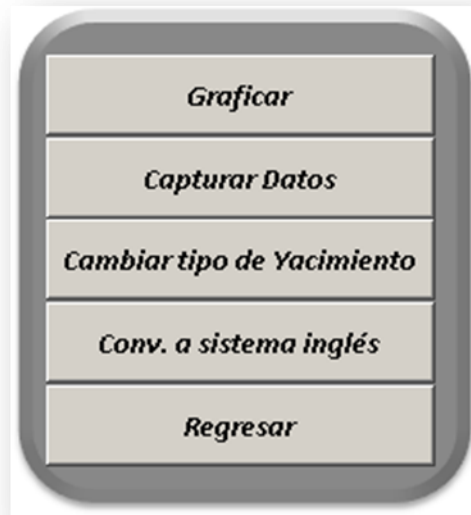 Graficar
Capturar Datos
Cambiar tipo de Yacimiento
Conv. a sistema inglés
Regresar